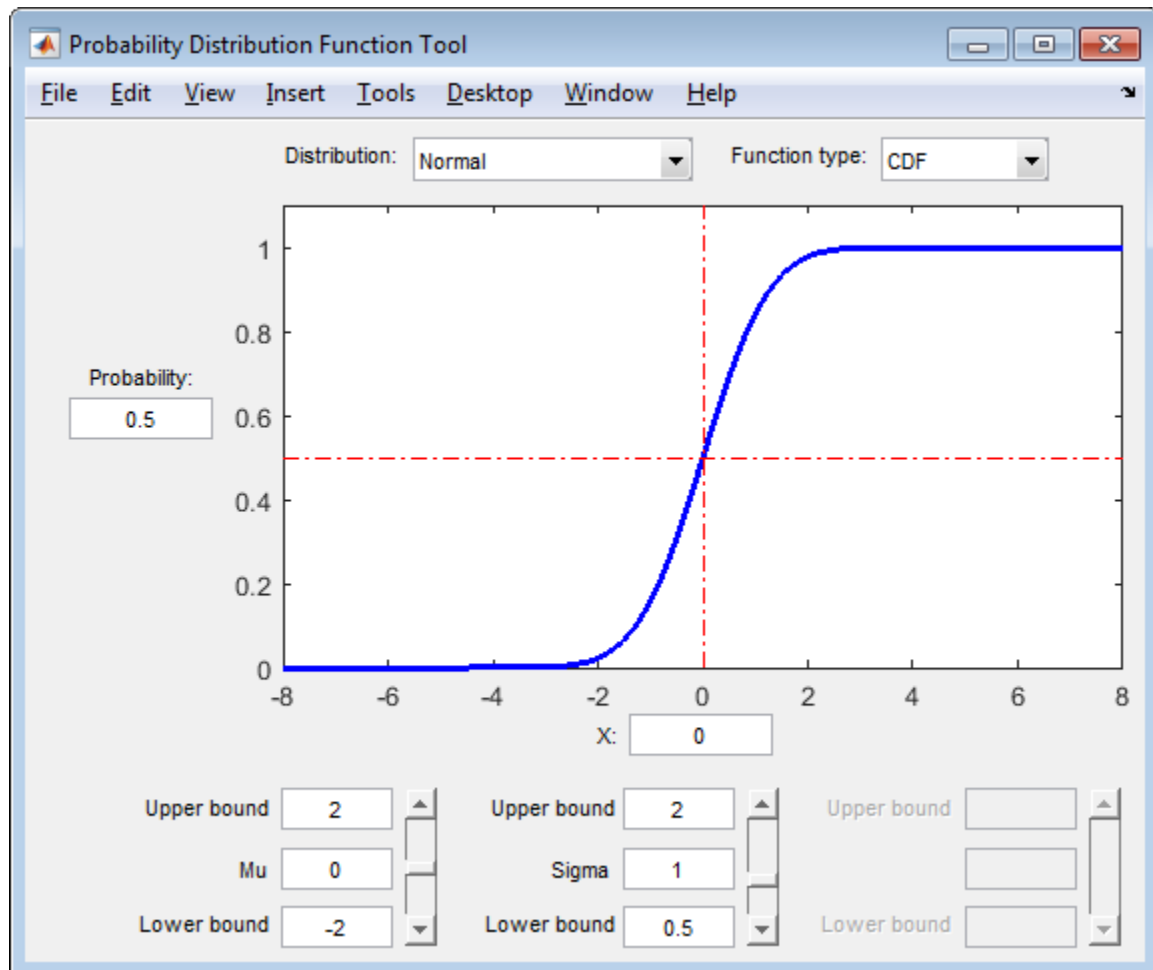 Probability Distribution Function Tool
File Edit View Insert Tools Desktop Window Help
Distribution: Normal Function type: CDF
1
0.8
Probability:
0.5
0.6
0.4
0.2
0
-8 -6 -4 -2 0 2 4 6 8
X: 0
Upper bound 2 Upper bound 2 Upper bound
Mu 0 Sigma 1
Lower bound -2 Lower bound 0.5 Lower bound